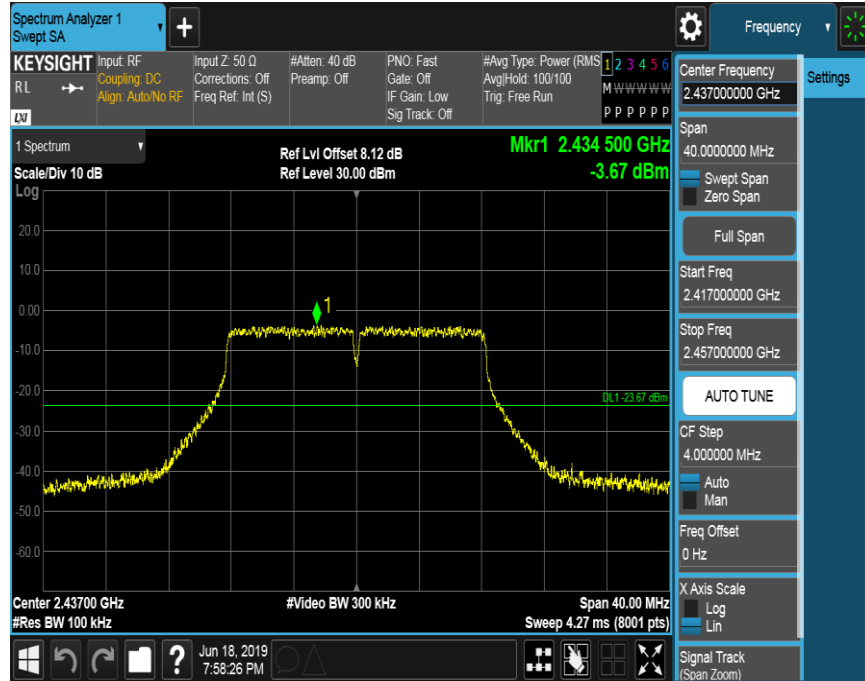 Spectrum Analyzer 1
Swept SA
+
Frequency
KEYSIGHT
RL
LXI
Input: RF
Coupling: DC
Align: Auto/No RF
Input Z: 50 Ω
Corrections: Off
Freq Ref: Int (S)
#Atten: 40 dB
Preamp: Off
PNO: Fast
Gate: Off
IF Gain: Low
Sig Track: Off
#Avg Type: Power (RMS
Avg|Hold: 100/100
Trig: Free Run
1 2 3 4 5 6
M W W W W W
P P P P P P
Center Frequency
2.437000000 GHz
Settings
1 Spectrum
Scale/Div 10 dB
Ref Lvl Offset 8.12 dB
Ref Level 30.00 dBm
Mkr1 2.434 500 GHz
-3.67 dBm
Log
20.0
10.0
0.00
-10.0
-20.0
-30.0
-40.0
-50.0
-60.0
1
DL1 -23.67 dBm
Center 2.43700 GHz
#Res BW 100 kHz
#Video BW 300 kHz
Span 40.00 MHz
Sweep 4.27 ms (8001 pts)
Span
40.0000000 MHz
Swept Span
Zero Span
Full Span
Start Freq
2.417000000 GHz
Stop Freq
2.457000000 GHz
AUTO TUNE
CF Step
4.000000 MHz
Auto
Man
Freq Offset
0 Hz
X Axis Scale
Log
Lin
Signal Track
(Span Zoom)
?
Jun 18, 2019
7:58:26 PM